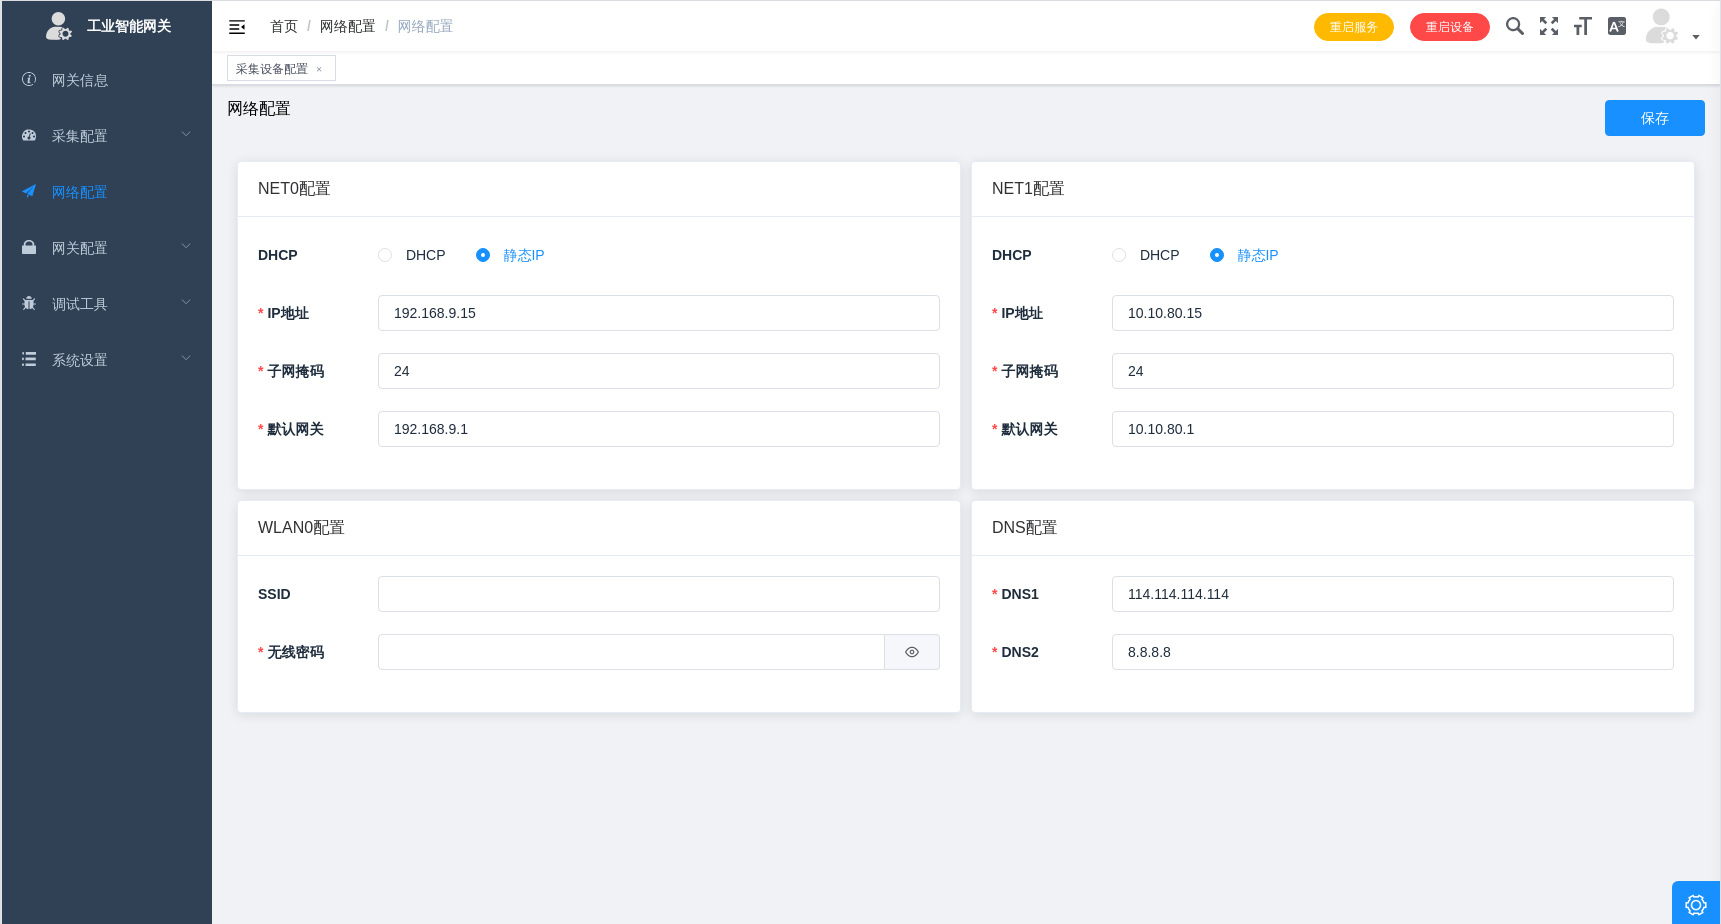 工业智能网关
首页 / 网络配置 / 网络配置
重启服务
重启设备
采集设备配置 ×
网关信息
采集配置
网络配置
网关配置
调试工具
系统设置
网络配置
保存
NET0配置
DHCP DHCP 静态IP
* IP地址 192.168.9.15
* 子网掩码 24
* 默认网关 192.168.9.1
NET1配置
DHCP DHCP 静态IP
* IP地址 10.10.80.15
* 子网掩码 24
* 默认网关 10.10.80.1
WLAN0配置
SSID
* 无线密码
DNS配置
* DNS1 114.114.114.114
* DNS2 8.8.8.8